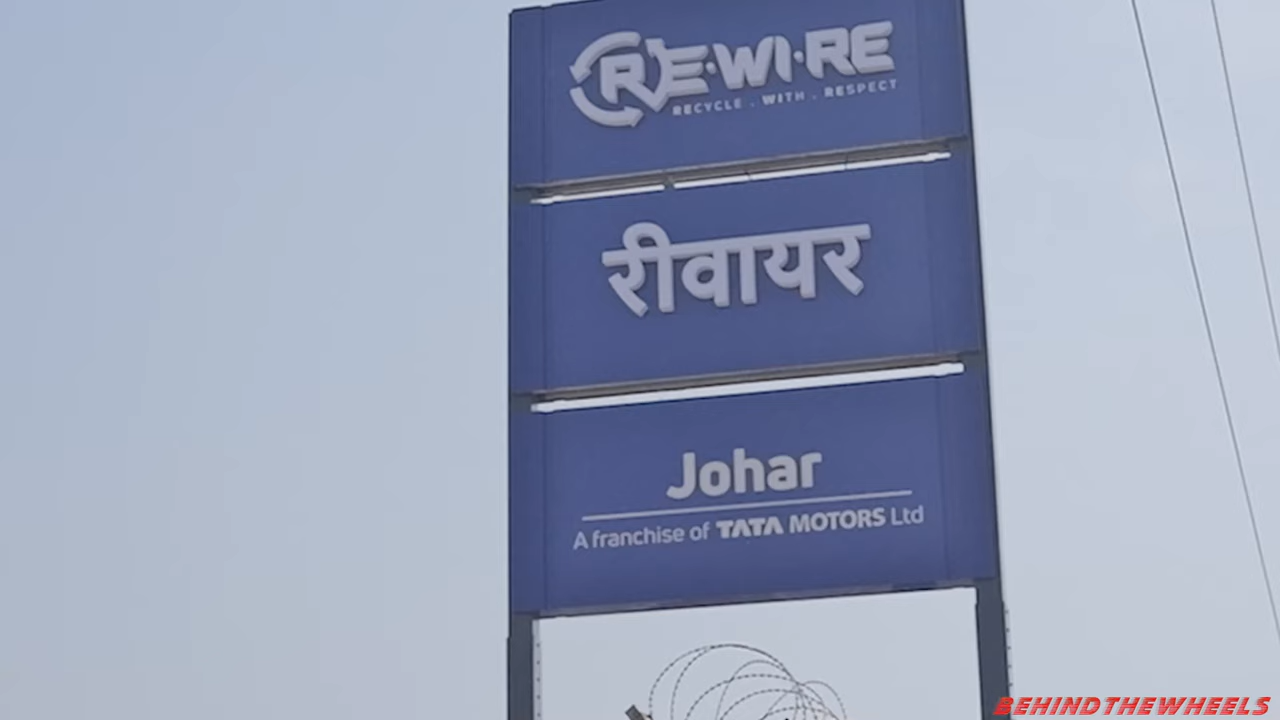 RE·WI·RE
RECYCLE . WITH . RESPECT
रीवायर
Johar
A franchise of TATA MOTORS Ltd
BEHINDTHEWHEELS